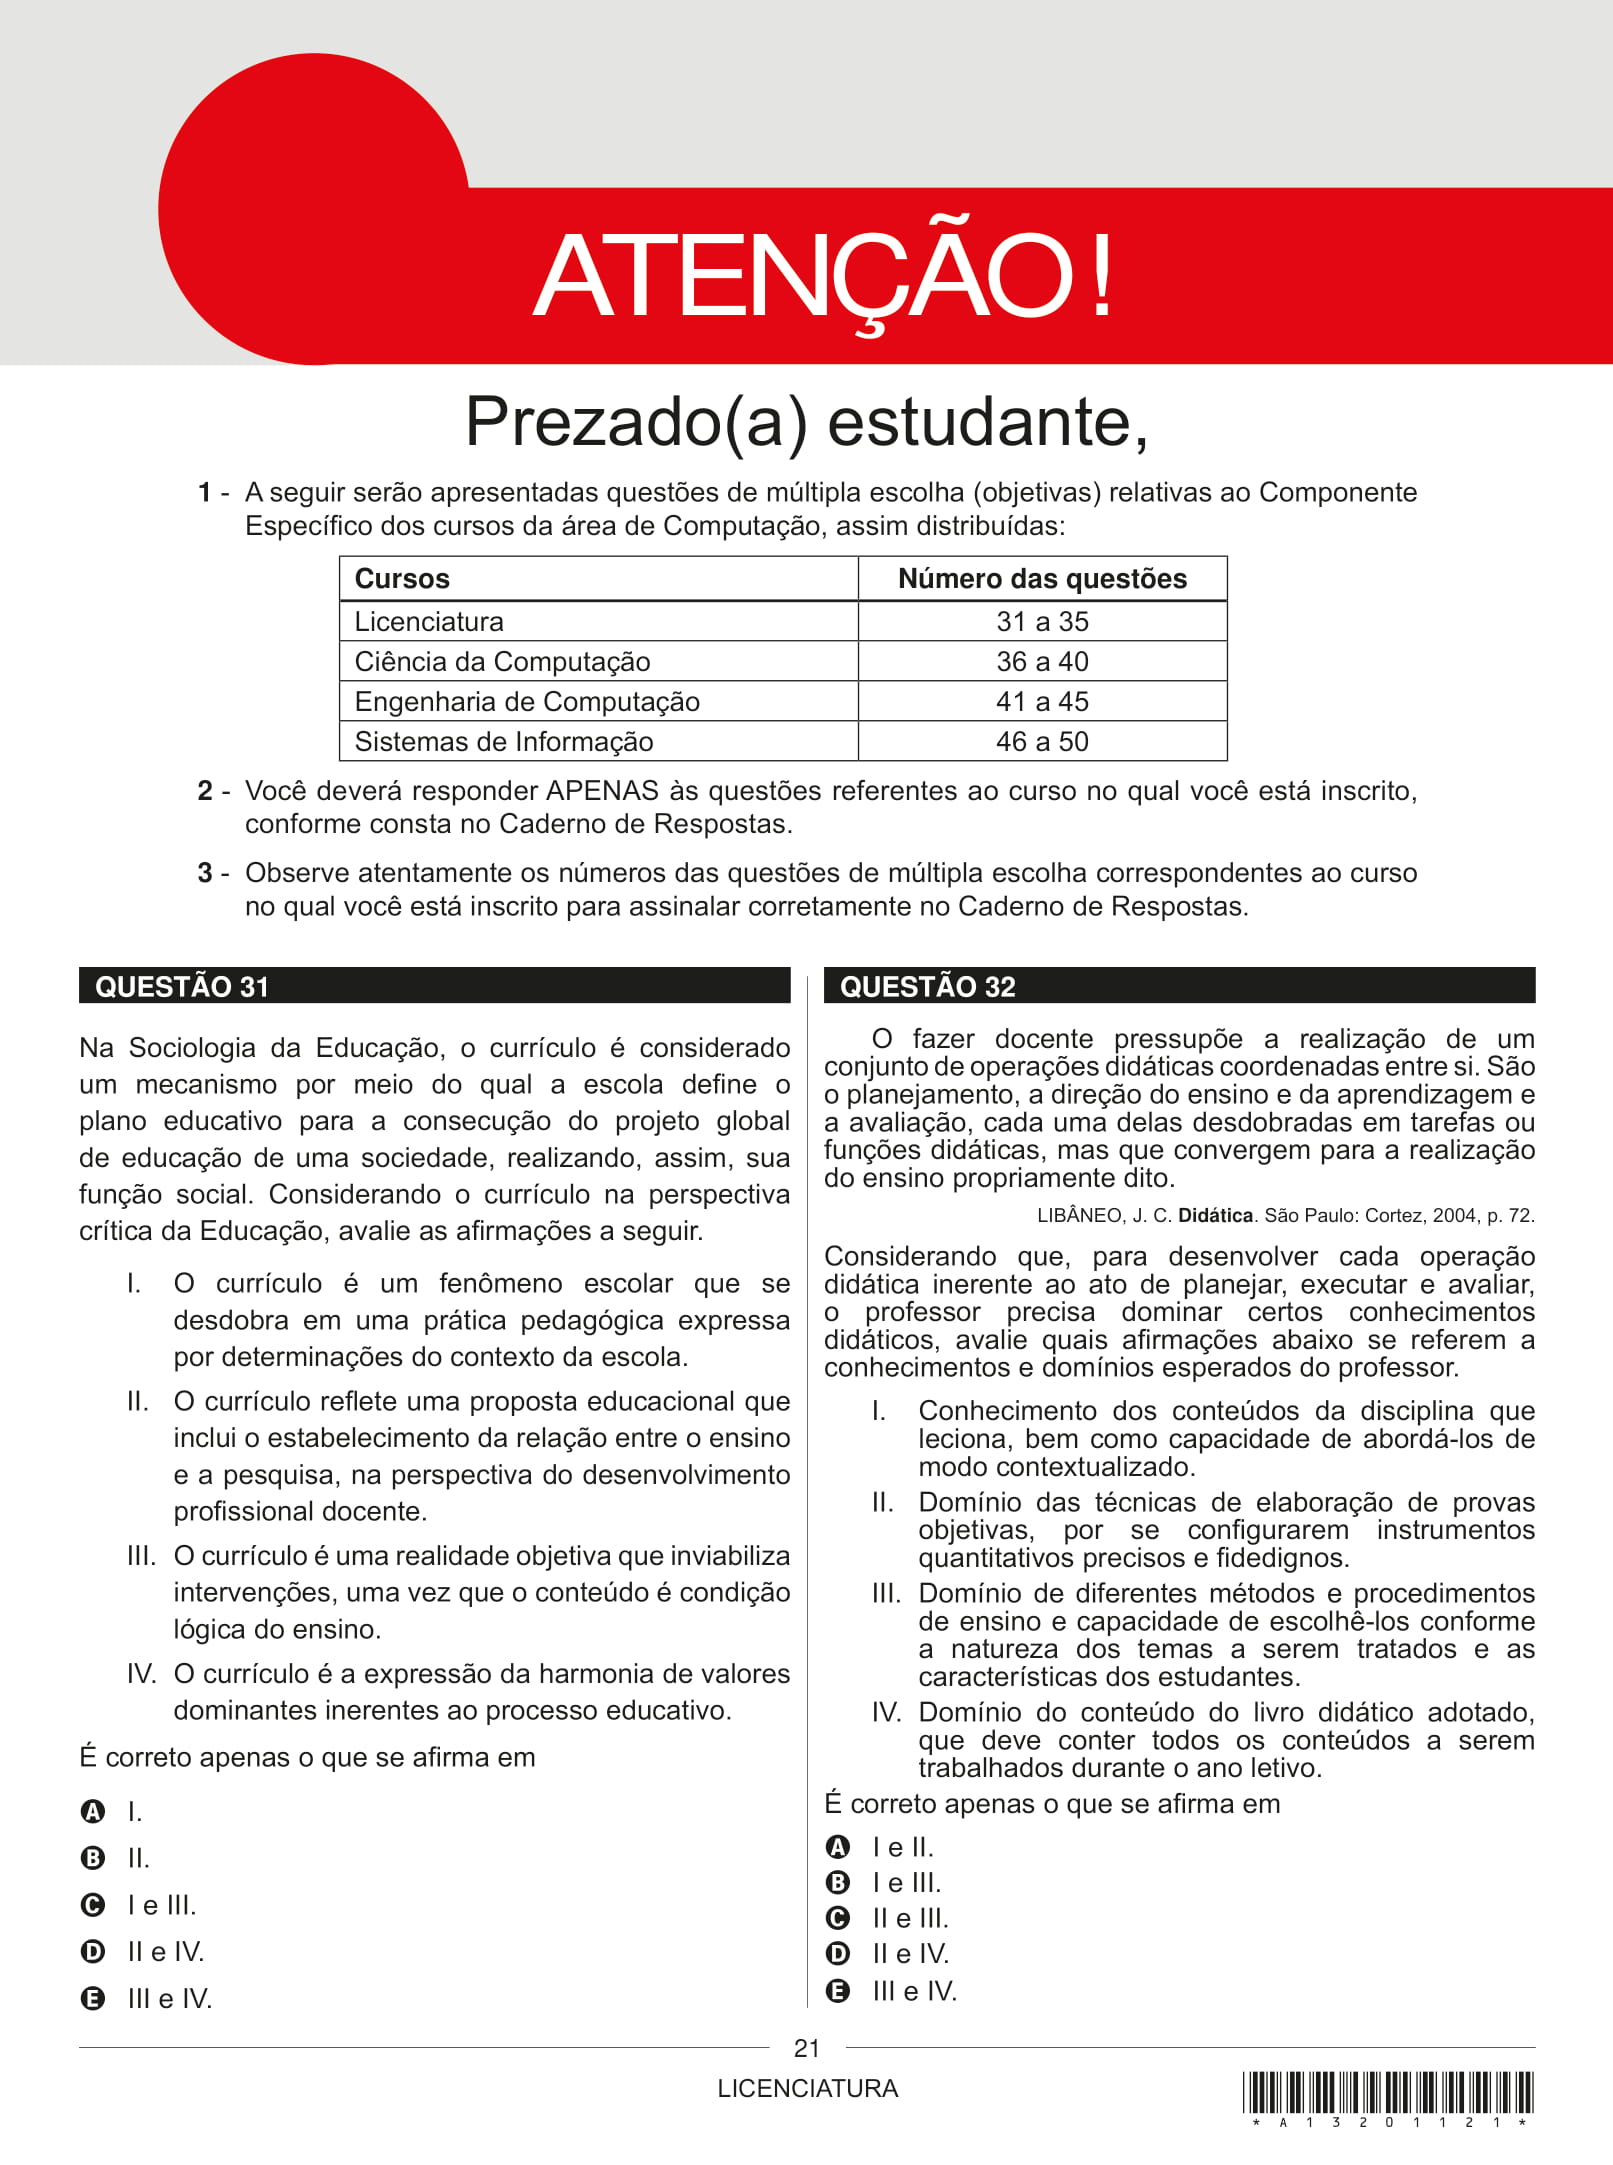 ATENÇÃO!
Prezado(a) estudante,
1 - A seguir serão apresentadas questões de múltipla escolha (objetivas) relativas ao Componente
Específico dos cursos da área de Computação, assim distribuídas:
Cursos Número das questões
Licenciatura 31 a 35
Ciência da Computação 36 a 40
Engenharia de Computação 41 a 45
Sistemas de Informação 46 a 50
2 - Você deverá responder APENAS às questões referentes ao curso no qual você está inscrito,
conforme consta no Caderno de Respostas.
3 - Observe atentamente os números das questões de múltipla escolha correspondentes ao curso
no qual você está inscrito para assinalar corretamente no Caderno de Respostas.
QUESTÃO 31
Na Sociologia da Educação, o currículo é considerado
um mecanismo por meio do qual a escola define o
plano educativo para a consecução do projeto global
de educação de uma sociedade, realizando, assim, sua
função social. Considerando o currículo na perspectiva
crítica da Educação, avalie as afirmações a seguir.
I. O currículo é um fenômeno escolar que se
desdobra em uma prática pedagógica expressa
por determinações do contexto da escola.
II. O currículo reflete uma proposta educacional que
inclui o estabelecimento da relação entre o ensino
e a pesquisa, na perspectiva do desenvolvimento
profissional docente.
III. O currículo é uma realidade objetiva que inviabiliza
intervenções, uma vez que o conteúdo é condição
lógica do ensino.
IV. O currículo é a expressão da harmonia de valores
dominantes inerentes ao processo educativo.
É correto apenas o que se afirma em
A I.
B II.
C I e III.
D II e IV.
E III e IV.
QUESTÃO 32
O fazer docente pressupõe a realização de um
conjunto de operações didáticas coordenadas entre si. São
o planejamento, a direção do ensino e da aprendizagem e
a avaliação, cada uma delas desdobradas em tarefas ou
funções didáticas, mas que convergem para a realização
do ensino propriamente dito.
LIBÂNEO, J. C. Didática. São Paulo: Cortez, 2004, p. 72.
Considerando que, para desenvolver cada operação
didática inerente ao ato de planejar, executar e avaliar,
o professor precisa dominar certos conhecimentos
didáticos, avalie quais afirmações abaixo se referem a
conhecimentos e domínios esperados do professor.
I. Conhecimento dos conteúdos da disciplina que
leciona, bem como capacidade de abordá-los de
modo contextualizado.
II. Domínio das técnicas de elaboração de provas
objetivas, por se configurarem instrumentos
quantitativos precisos e fidedignos.
III. Domínio de diferentes métodos e procedimentos
de ensino e capacidade de escolhê-los conforme
a natureza dos temas a serem tratados e as
características dos estudantes.
IV. Domínio do conteúdo do livro didático adotado,
que deve conter todos os conteúdos a serem
trabalhados durante o ano letivo.
É correto apenas o que se afirma em
A I e II.
B I e III.
C II e III.
D II e IV.
E III e IV.
21
LICENCIATURA
*A13201121*